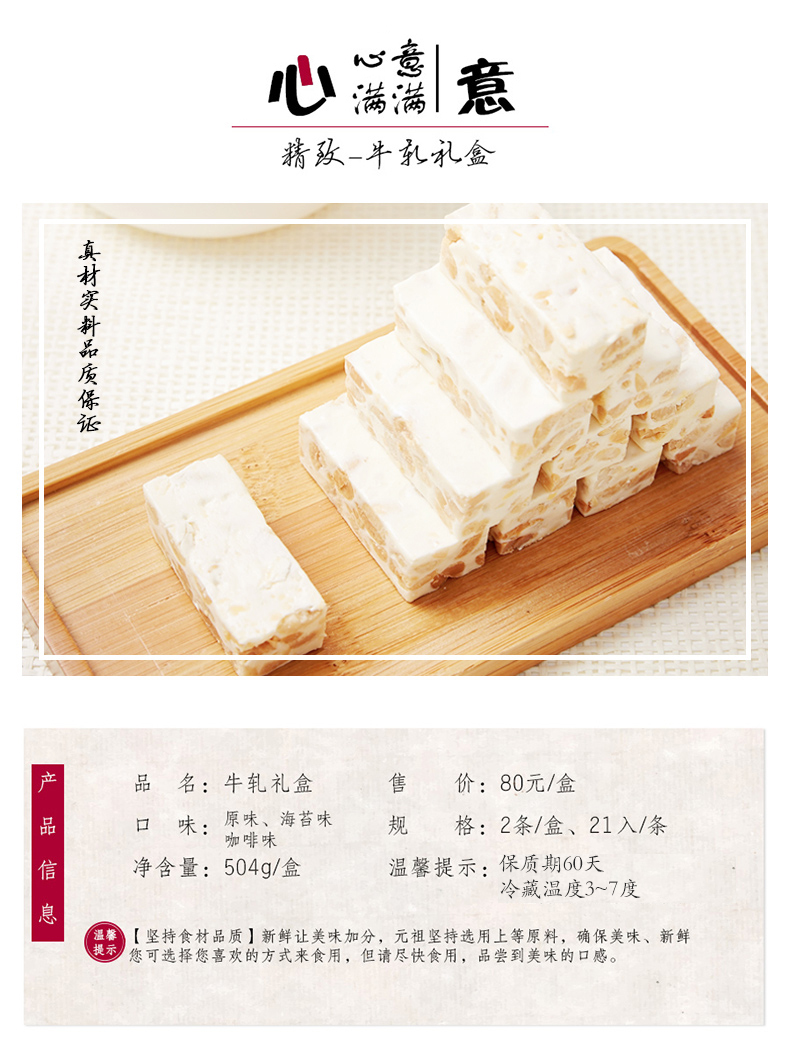 心 心意满满 意
精致-牛轧礼盒
真材实料品质保证
产品信息
品 名：牛轧礼盒
售 价：80元/盒
口 味：原味、海苔味
咖啡味
规 格：2条/盒、21入/条
净含量：504g/盒
温馨提示：保质期60天
冷藏温度3~7度
温馨
提示
【坚持食材品质】新鲜让美味加分，元祖坚持选用上等原料，确保美味、新鲜
您可选择您喜欢的方式来食用，但请尽快食用，品尝到美味的口感。